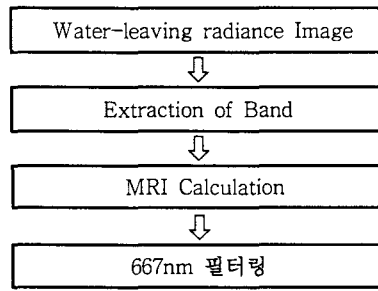 Water-leaving radiance Image
Extraction of Band
MRI Calculation
667nm 필터링